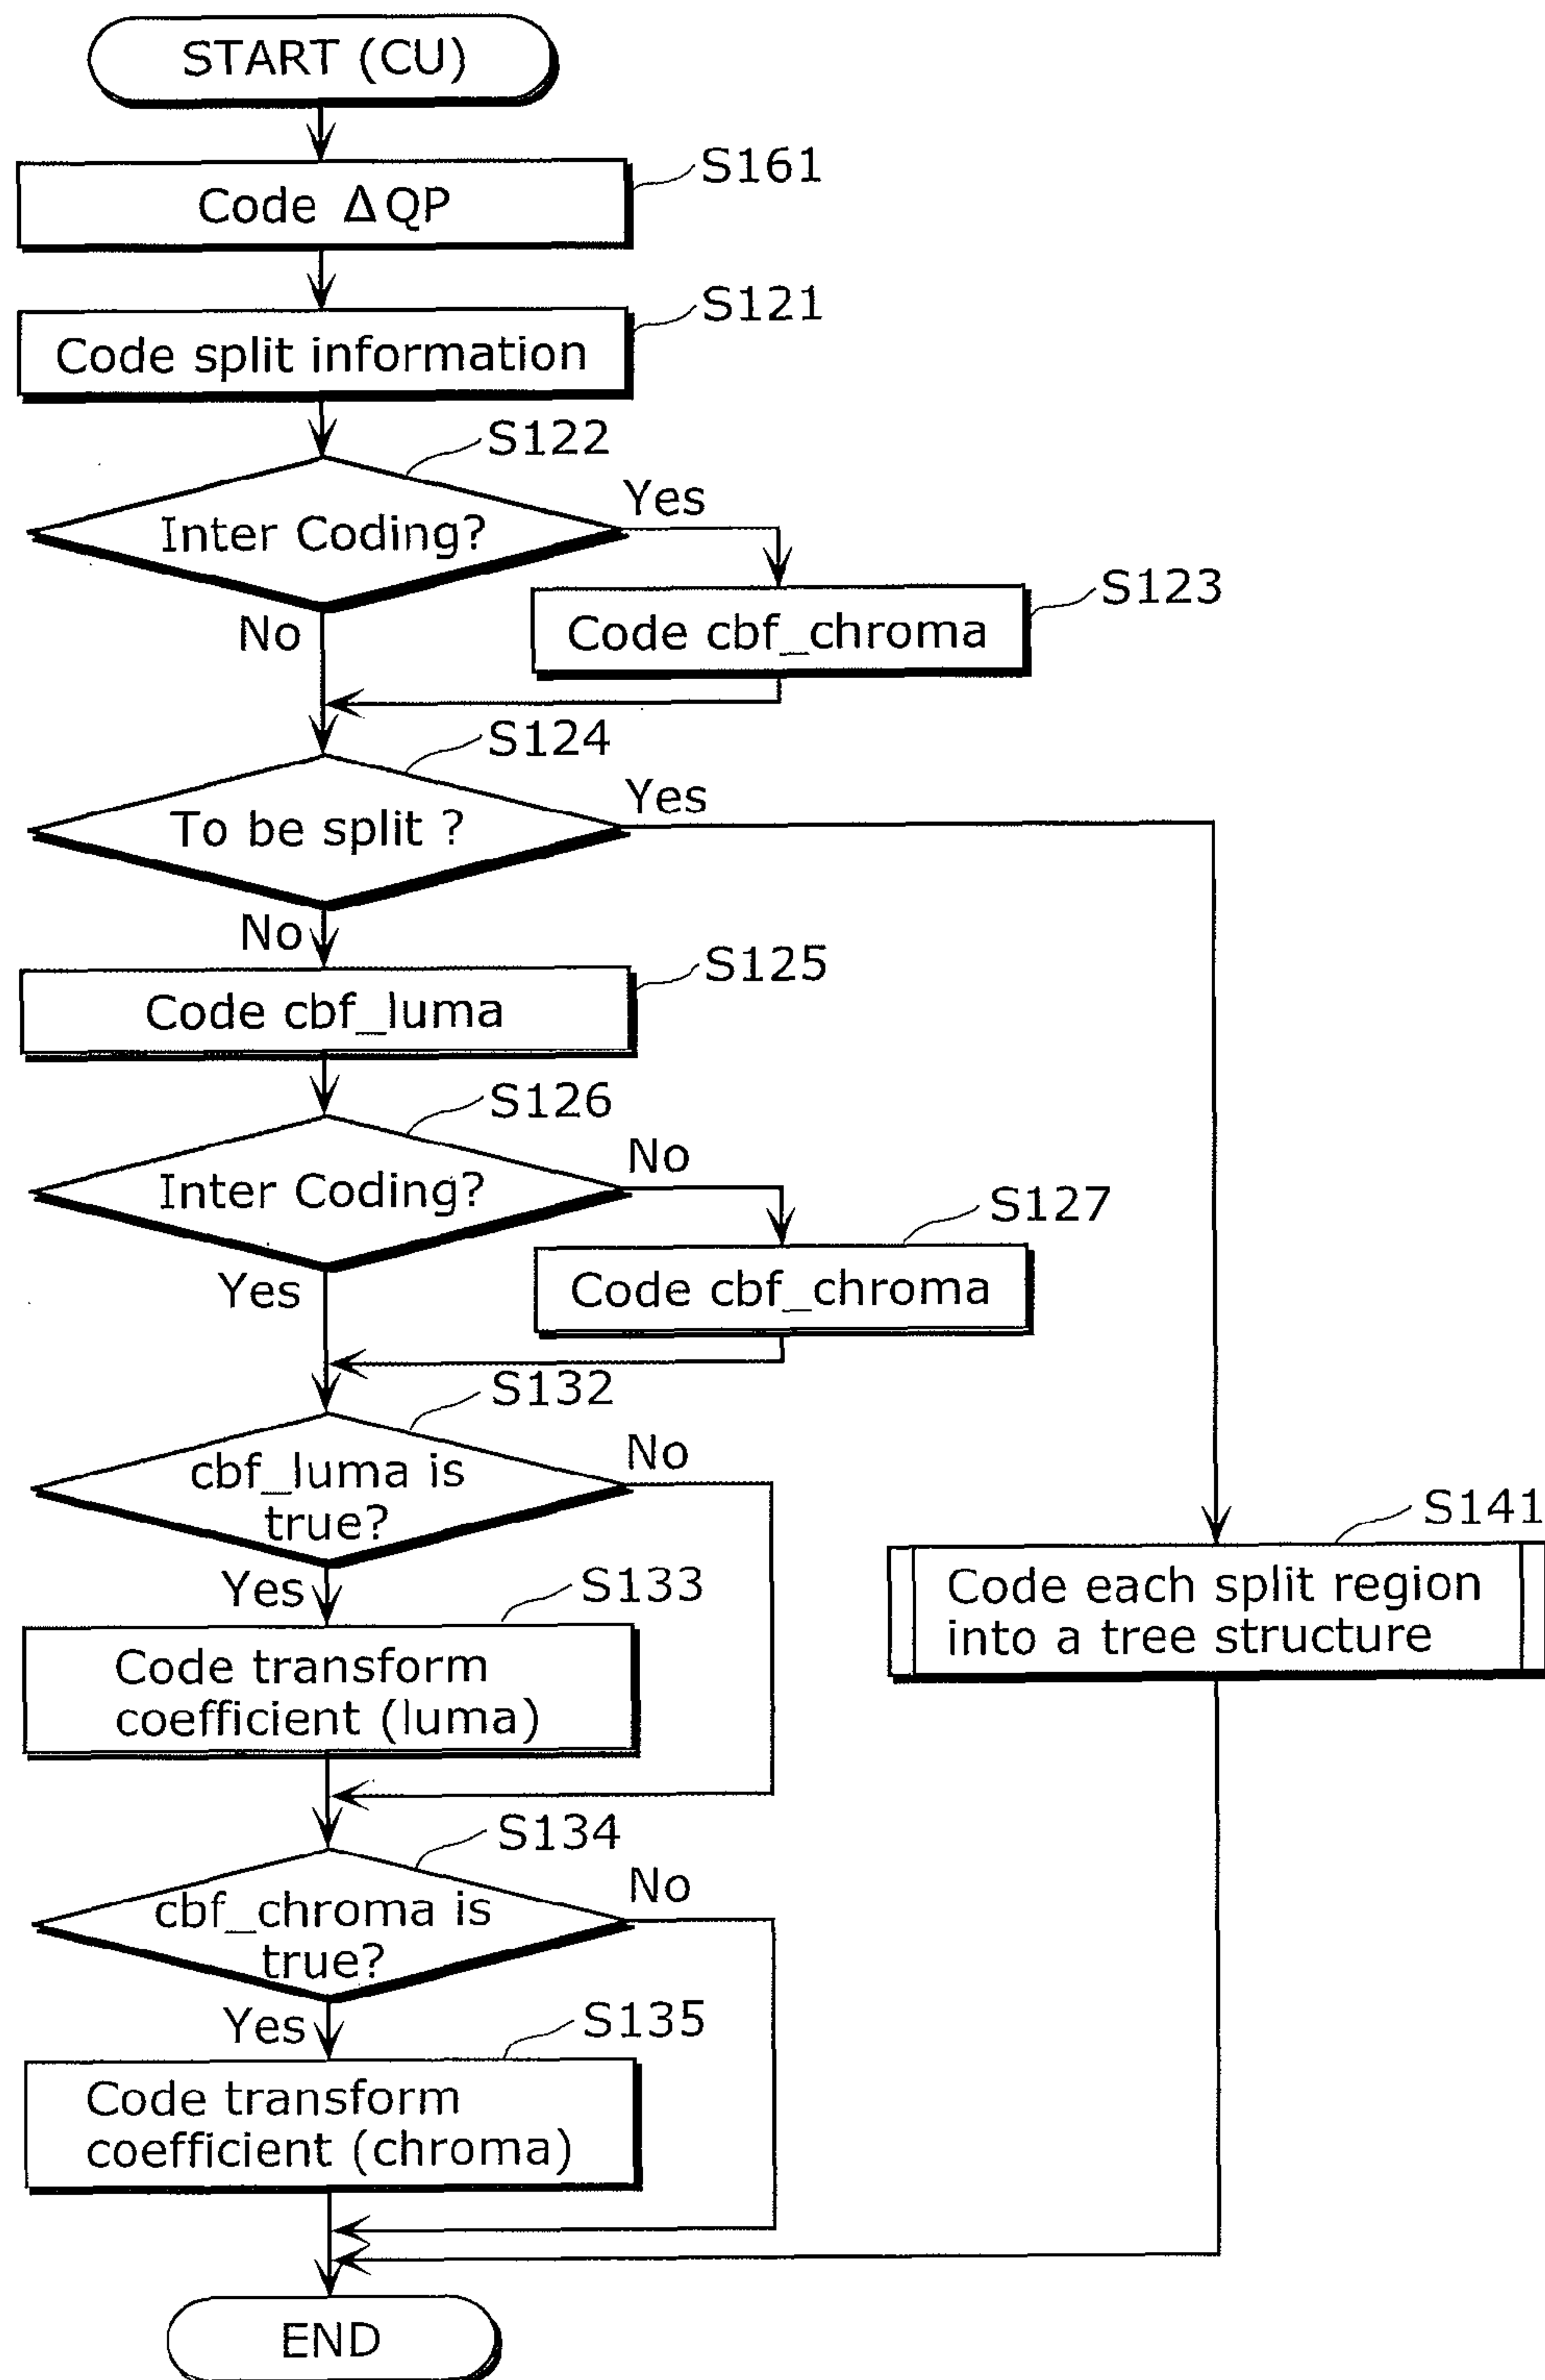 START (CU)
S161
Code ΔQP
S121
Code split information
S122
Inter Coding?
Yes
No
S123
Code cbf_chroma
S124
To be split ?
Yes
No
S125
Code cbf_luma
S126
Inter Coding?
No
Yes
S127
Code cbf_chroma
S132
cbf_luma is
true?
No
Yes
S133
Code transform
coefficient (luma)
S141
Code each split region
into a tree structure
S134
cbf_chroma is
true?
No
Yes
S135
Code transform
coefficient (chroma)
END